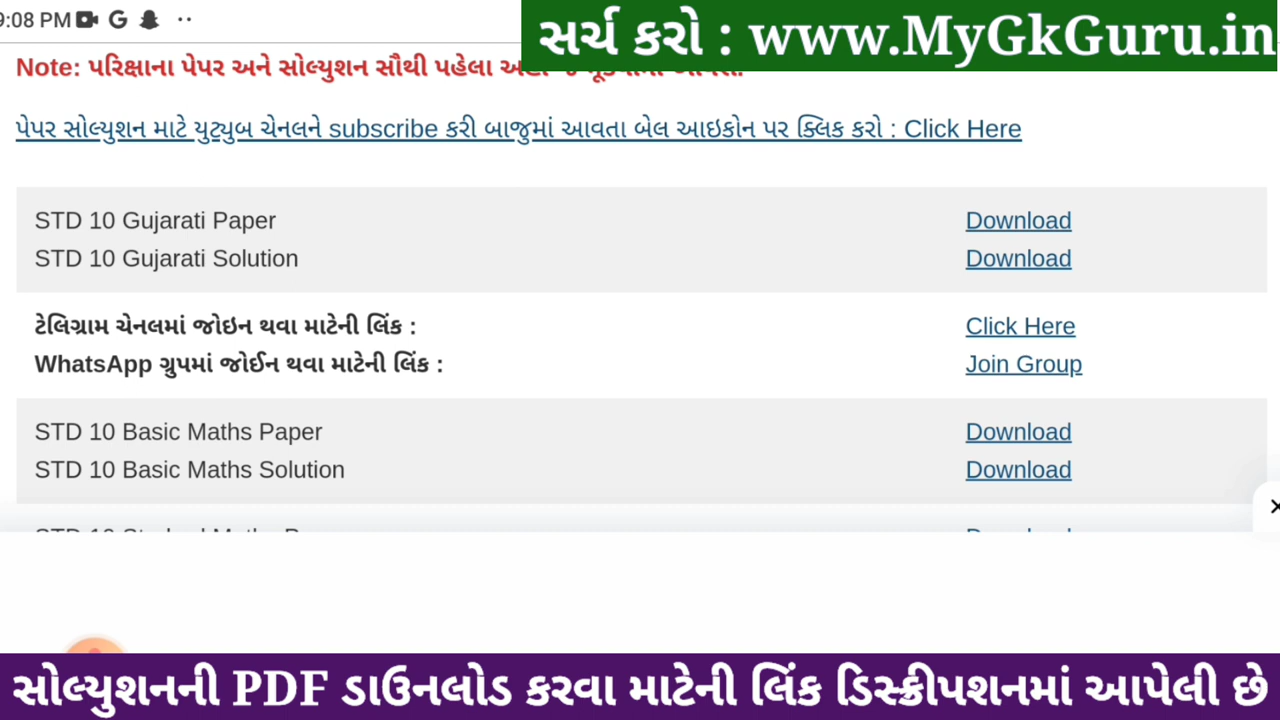 9:08 PM
સર્ચ કરો : www.MyGkGuru.in
Note: પરિક્ષાના પેપર અને સોલ્યુશન સૌથી પહેલા
પેપર સોલ્યુશન માટે યુટ્યુબ ચેનલને subscribe કરી બાજુમાં આવતા બેલ આઇકોન પર ક્લિક કરો : Click Here
STD 10 Gujarati Paper Download
STD 10 Gujarati Solution Download
ટેલિગ્રામ ચેનલમાં જોઇન થવા માટેની લિંક : Click Here
WhatsApp ગ્રુપમાં જોઈન થવા માટેની લિંક : Join Group
STD 10 Basic Maths Paper Download
STD 10 Basic Maths Solution Download
સોલ્યુશનની PDF ડાઉનલોડ કરવા માટેની લિંક ડિસ્ક્રીપશનમાં આપેલી છે